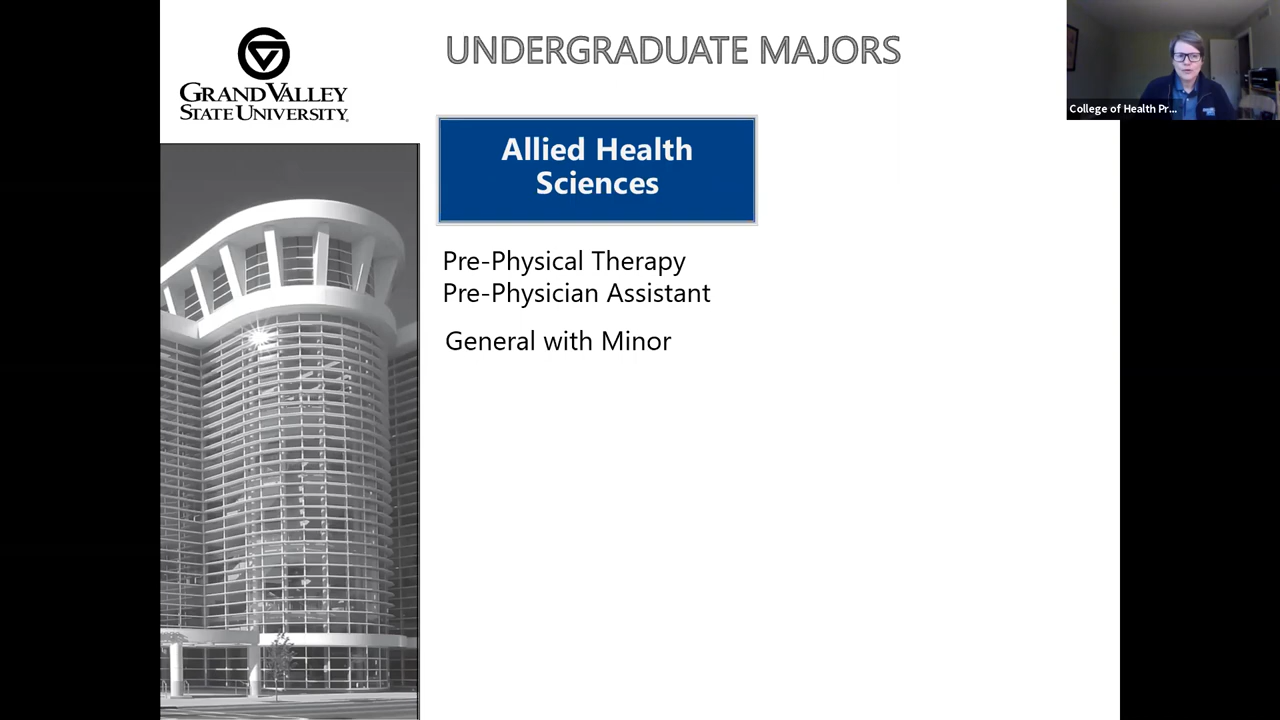 GRAND VALLEY
STATE UNIVERSITY.
UNDERGRADUATE MAJORS
College of Health Pr...
Allied Health
Sciences
Pre-Physical Therapy
Pre-Physician Assistant
General with Minor